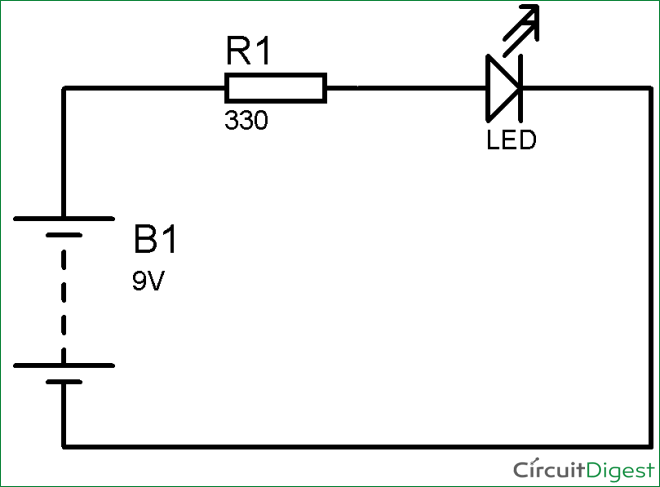 R1
330
LED
B1
9V
CircuitDigest